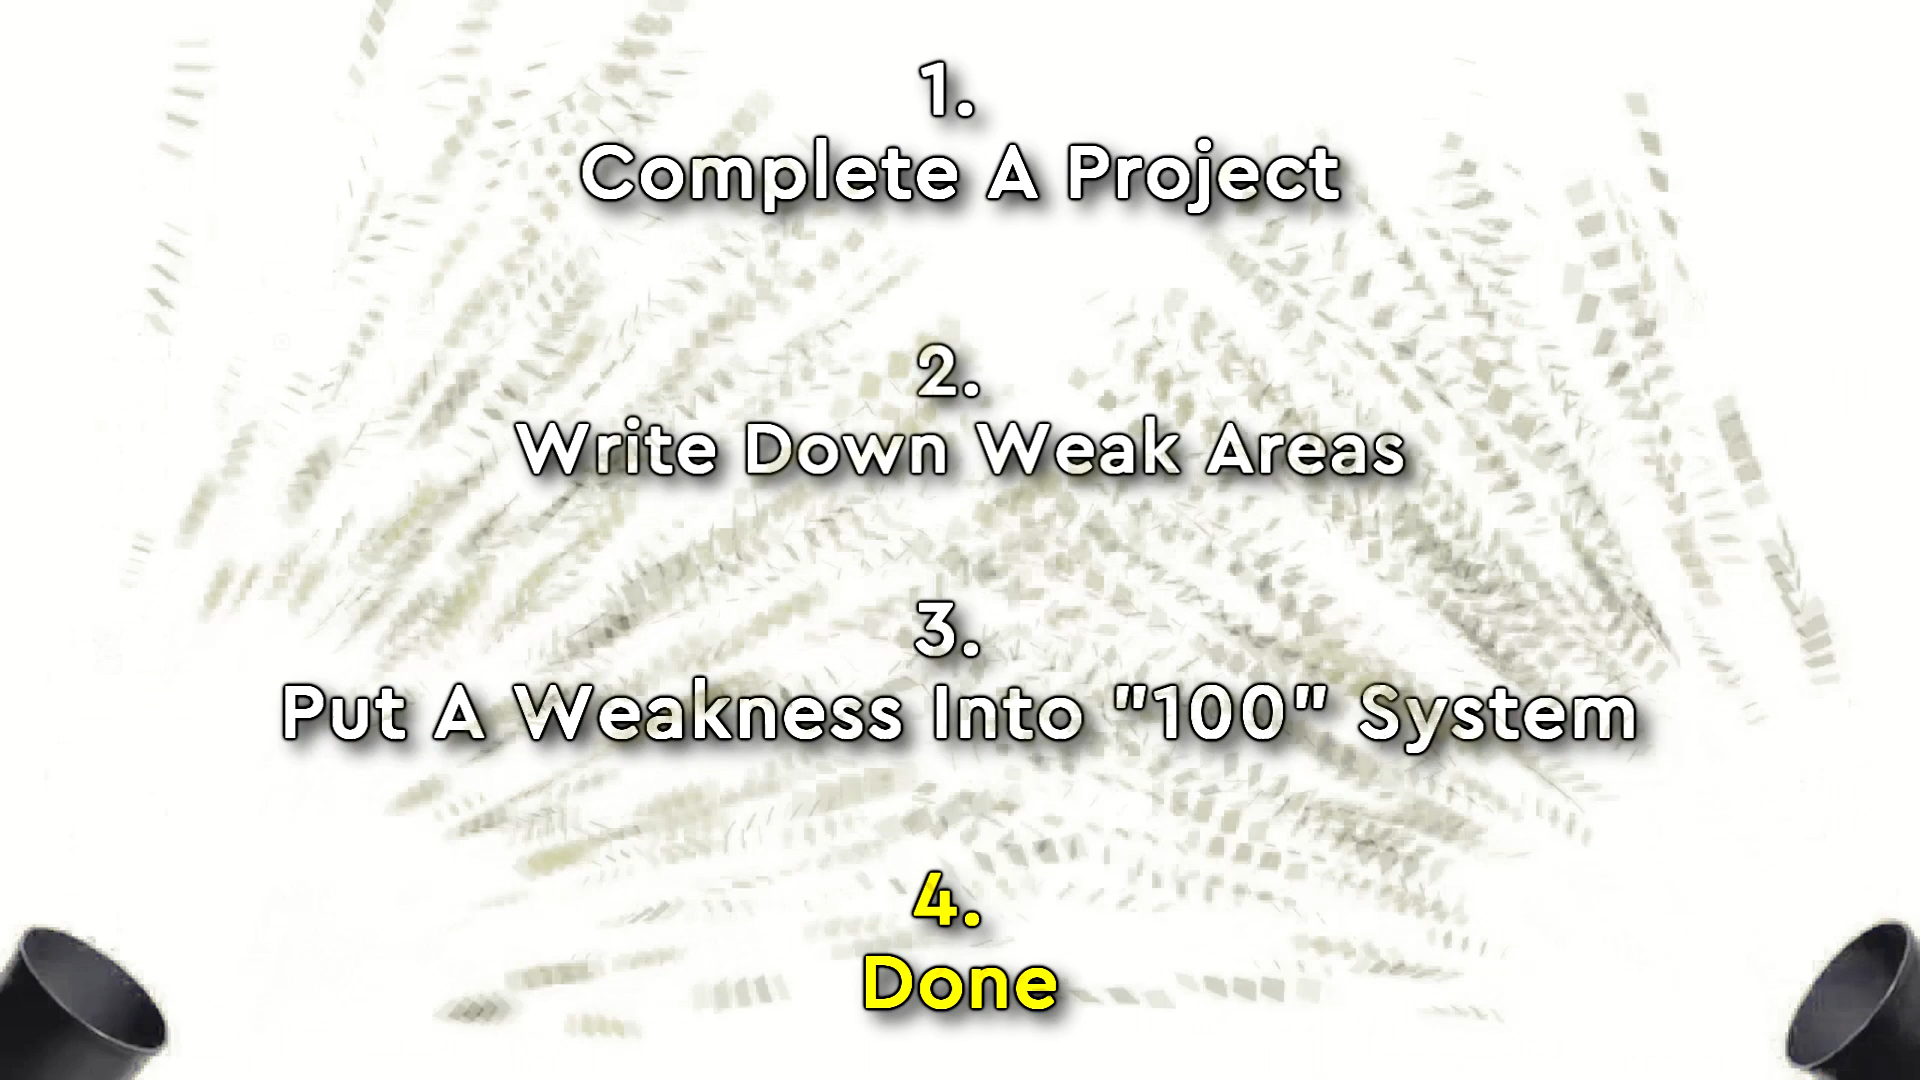 1.
Complete A Project
2.
Write Down Weak Areas
3.
Put A Weakness Into "100" System
4.
Done